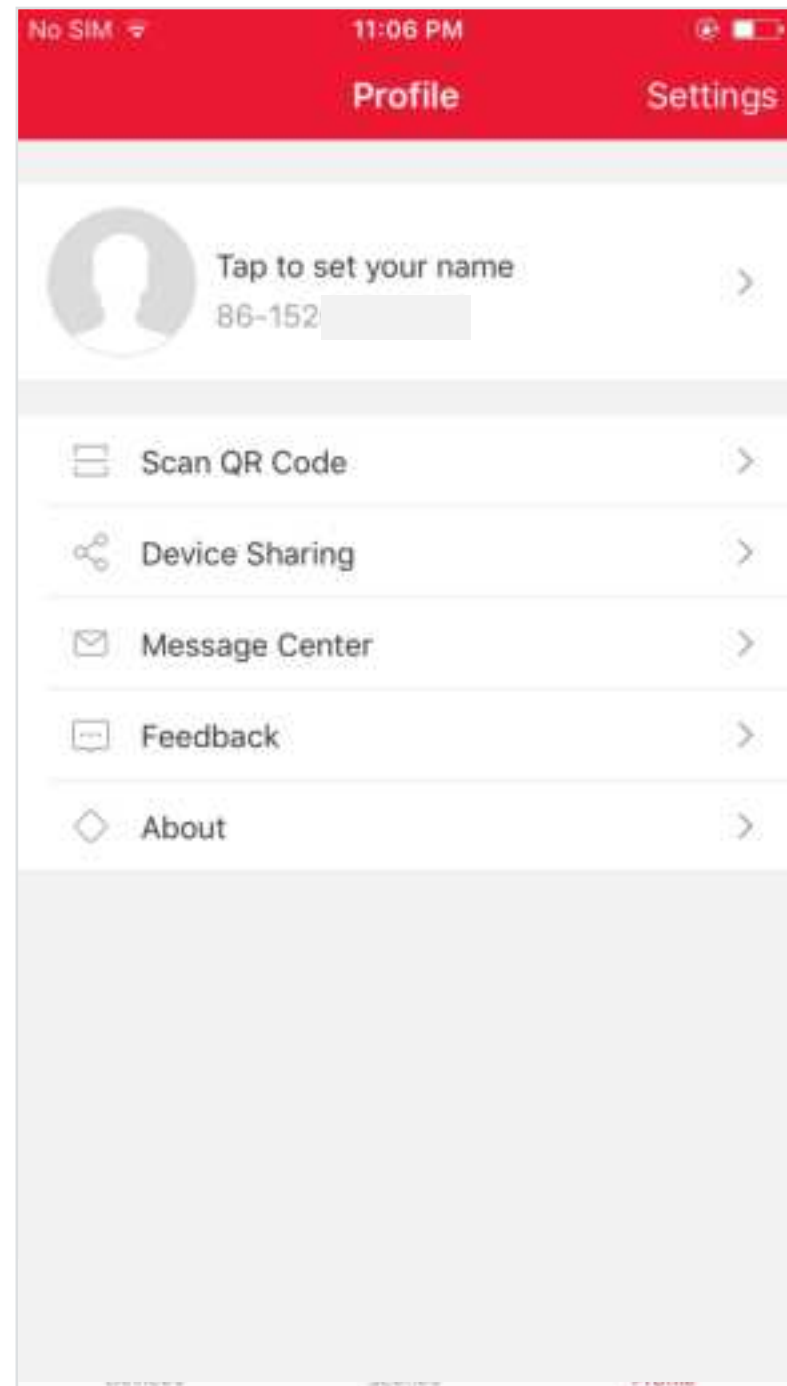 No SIM 11:06 PM
Profile Settings
Tap to set your name
86-152
Scan QR Code
Device Sharing
Message Center
Feedback
About